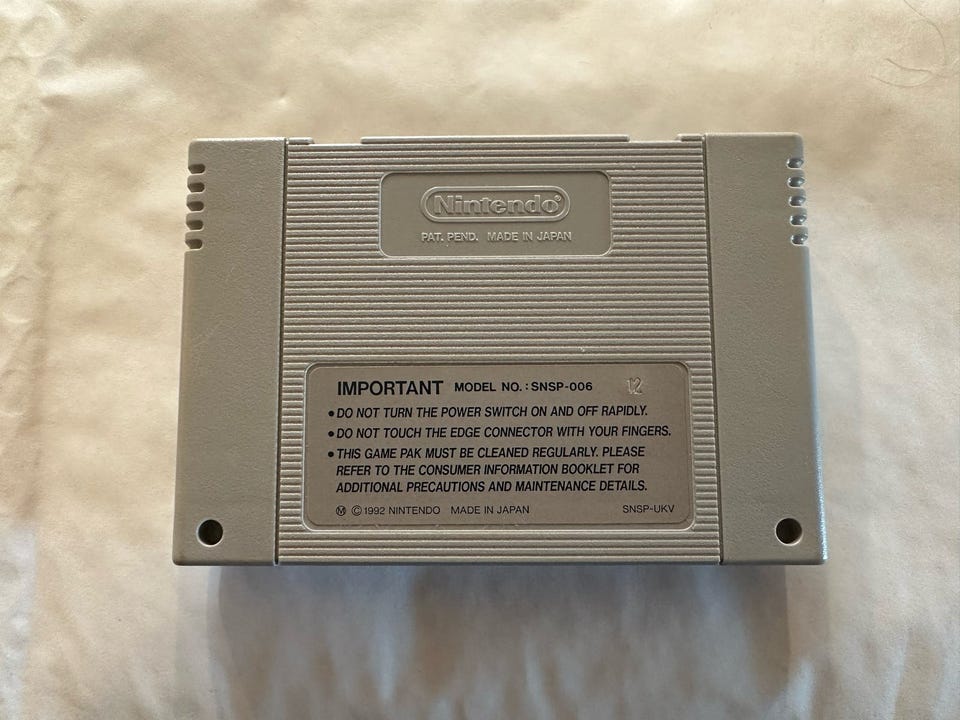 Nintendo®
PAT. PEND. MADE IN JAPAN
IMPORTANT MODEL NO.: SNSP-006 12
• DO NOT TURN THE POWER SWITCH ON AND OFF RAPIDLY.
• DO NOT TOUCH THE EDGE CONNECTOR WITH YOUR FINGERS.
• THIS GAME PAK MUST BE CLEANED REGULARLY. PLEASE
REFER TO THE CONSUMER INFORMATION BOOKLET FOR
ADDITIONAL PRECAUTIONS AND MAINTENANCE DETAILS.
Ⓜ © 1992 NINTENDO MADE IN JAPAN SNSP-UKV